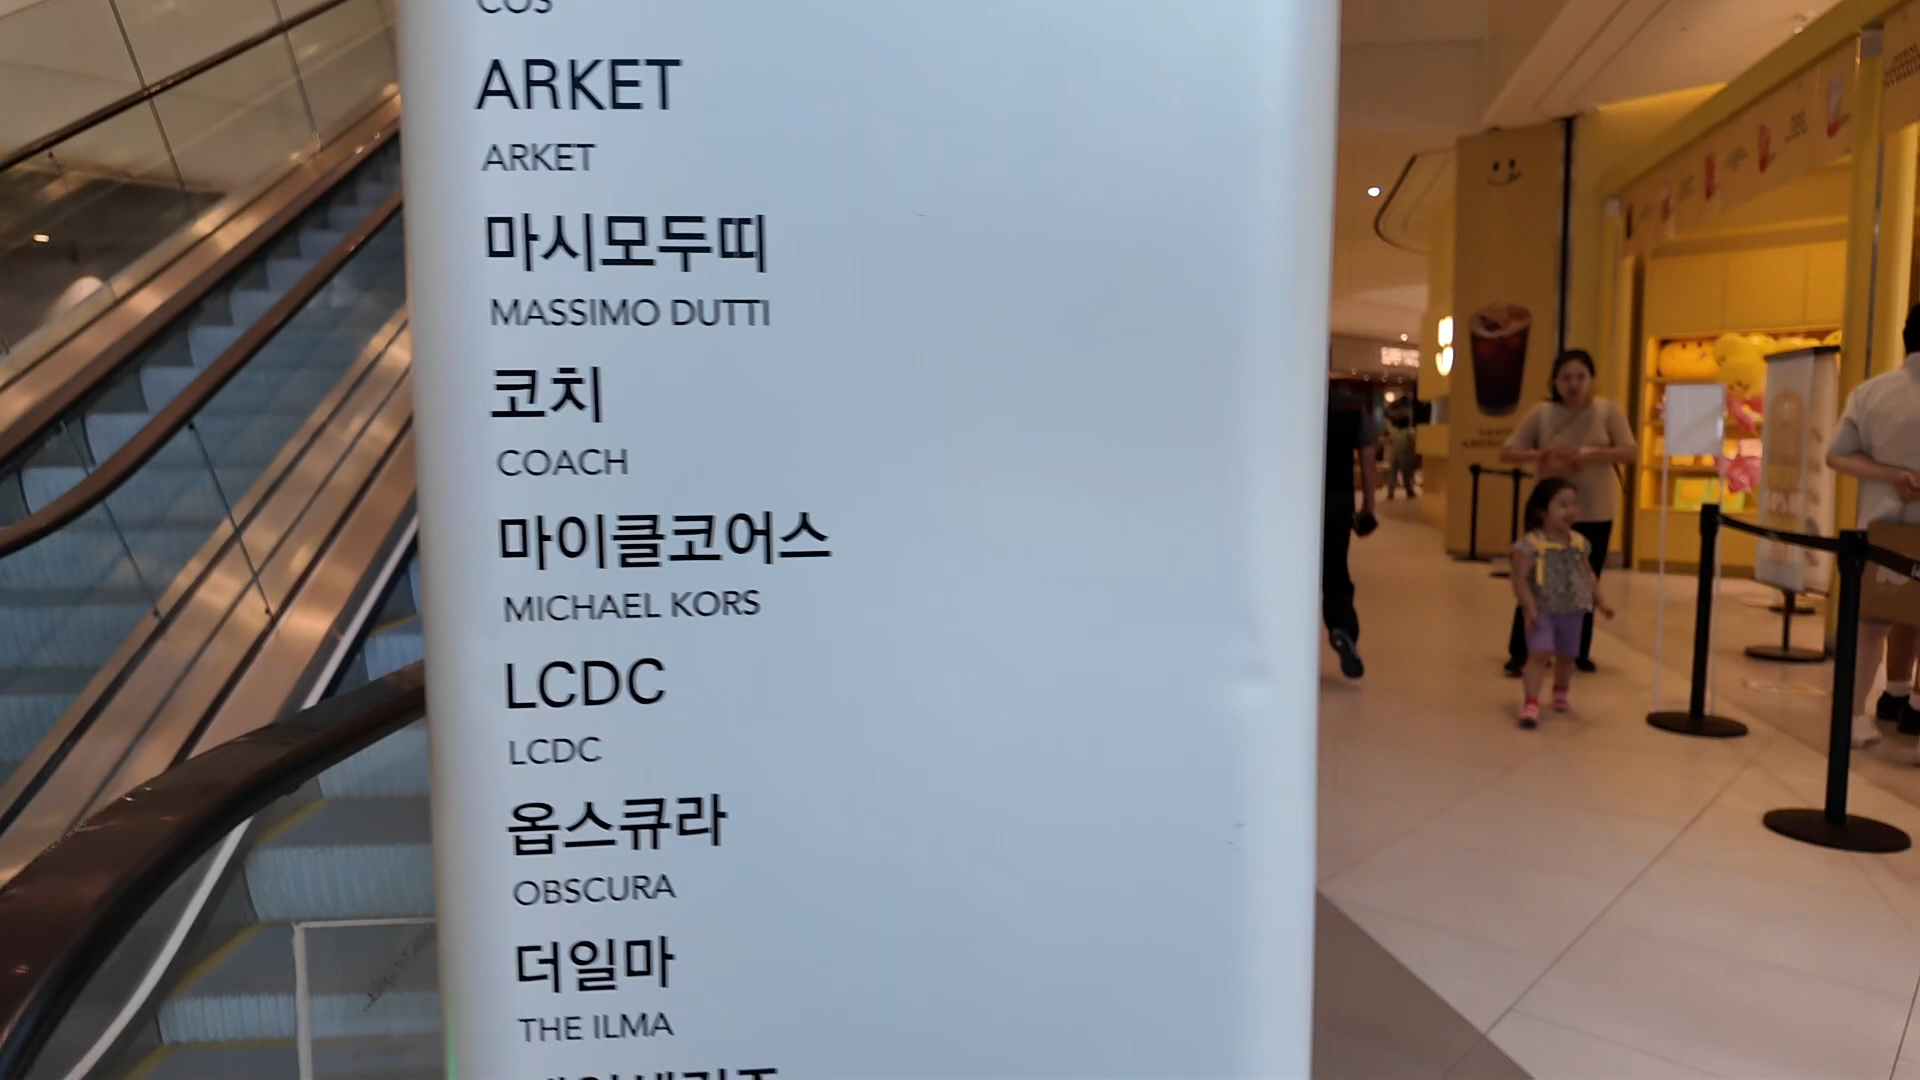 COS
ARKET
ARKET
마시모두띠
MASSIMO DUTTI
코치
COACH
마이클코어스
MICHAEL KORS
LCDC
LCDC
옵스큐라
OBSCURA
더일마
THE ILMA